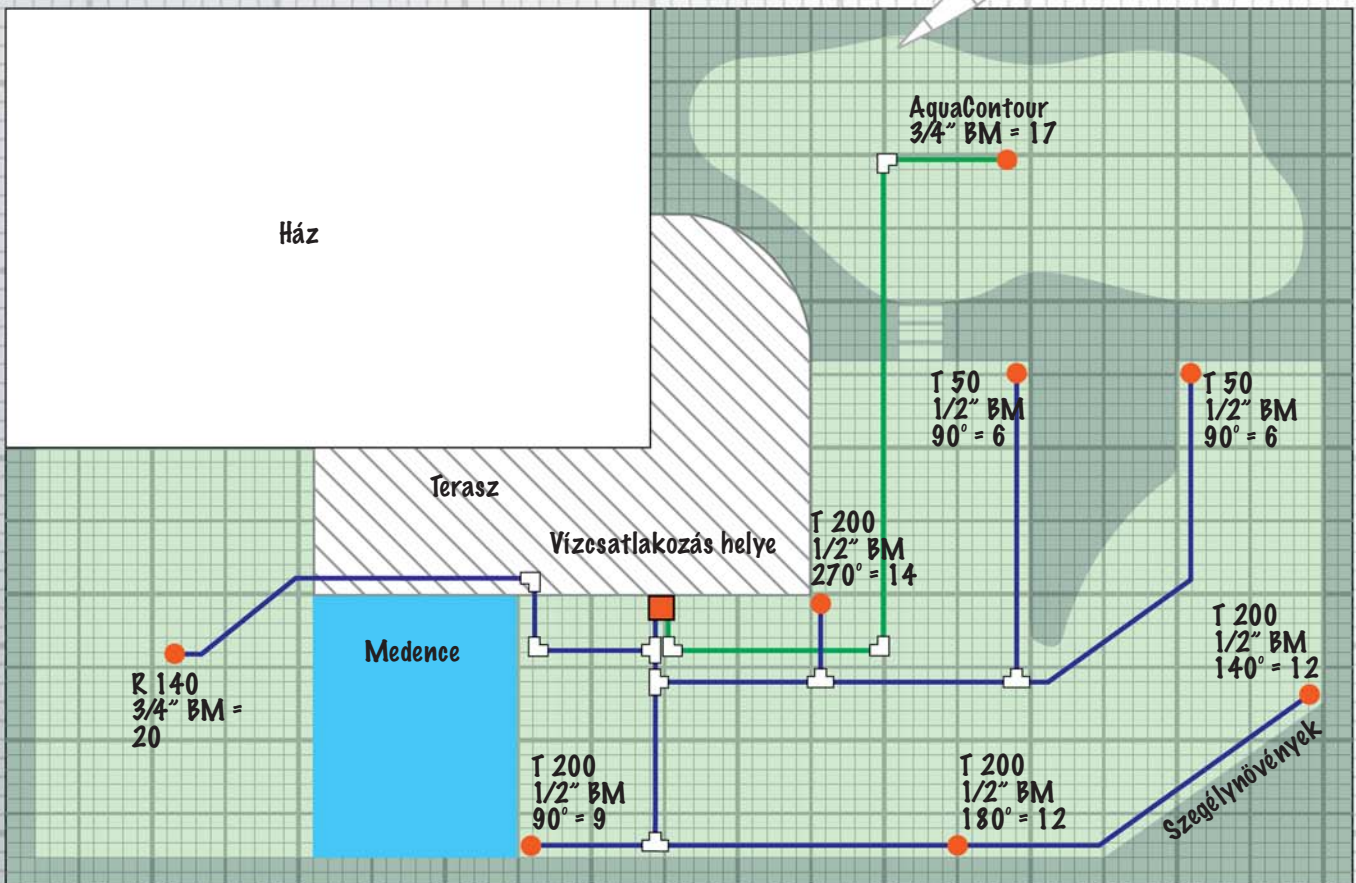 AquaContour
3/4" BM = 17
Ház
T 50
1/2" BM
90° = 6
T 50
1/2" BM
90° = 6
Terasz
Vízcsatlakozás helye
T 200
1/2" BM
270° = 14
T 200
1/2" BM
140° = 12
Medence
R 140
3/4" BM =
20
T 200
1/2" BM
90° = 9
T 200
1/2" BM
180° = 12
Szegélynövények